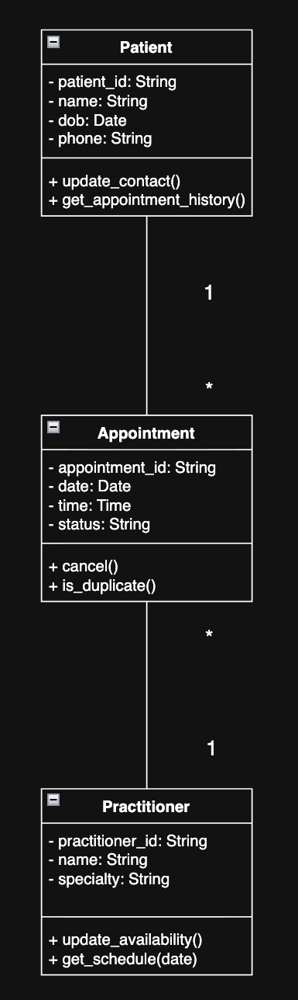 Patient
- patient_id: String
- name: String
- dob: Date
- phone: String
+ update_contact()
+ get_appointment_history()
1
*
Appointment
- appointment_id: String
- date: Date
- time: Time
- status: String
+ cancel()
+ is_duplicate()
*
1
Practitioner
- practitioner_id: String
- name: String
- specialty: String
+ update_availability()
+ get_schedule(date)